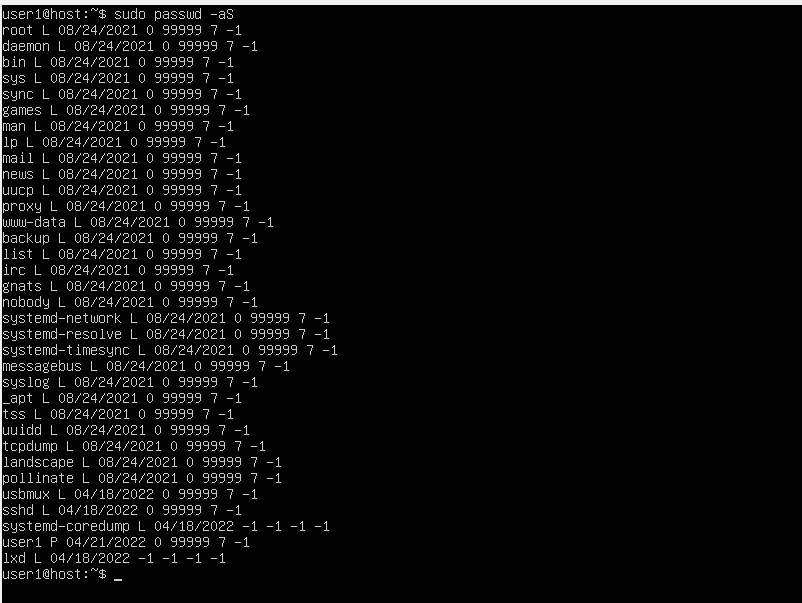 user1@host:~$ sudo passwd -aS
root L 08/24/2021 0 99999 7 -1
daemon L 08/24/2021 0 99999 7 -1
bin L 08/24/2021 0 99999 7 -1
sys L 08/24/2021 0 99999 7 -1
sync L 08/24/2021 0 99999 7 -1
games L 08/24/2021 0 99999 7 -1
man L 08/24/2021 0 99999 7 -1
lp L 08/24/2021 0 99999 7 -1
mail L 08/24/2021 0 99999 7 -1
news L 08/24/2021 0 99999 7 -1
uucp L 08/24/2021 0 99999 7 -1
proxy L 08/24/2021 0 99999 7 -1
www-data L 08/24/2021 0 99999 7 -1
backup L 08/24/2021 0 99999 7 -1
list L 08/24/2021 0 99999 7 -1
irc L 08/24/2021 0 99999 7 -1
gnats L 08/24/2021 0 99999 7 -1
nobody L 08/24/2021 0 99999 7 -1
systemd-network L 08/24/2021 0 99999 7 -1
systemd-resolve L 08/24/2021 0 99999 7 -1
systemd-timesync L 08/24/2021 0 99999 7 -1
messagebus L 08/24/2021 0 99999 7 -1
syslog L 08/24/2021 0 99999 7 -1
_apt L 08/24/2021 0 99999 7 -1
tss L 08/24/2021 0 99999 7 -1
uuidd L 08/24/2021 0 99999 7 -1
tcpdump L 08/24/2021 0 99999 7 -1
landscape L 08/24/2021 0 99999 7 -1
pollinate L 08/24/2021 0 99999 7 -1
usbmux L 04/18/2022 0 99999 7 -1
sshd L 04/18/2022 0 99999 7 -1
systemd-coredump L 04/18/2022 -1 -1 -1 -1
user1 P 04/21/2022 0 99999 7 -1
lxd L 04/18/2022 -1 -1 -1 -1
user1@host:~$ _